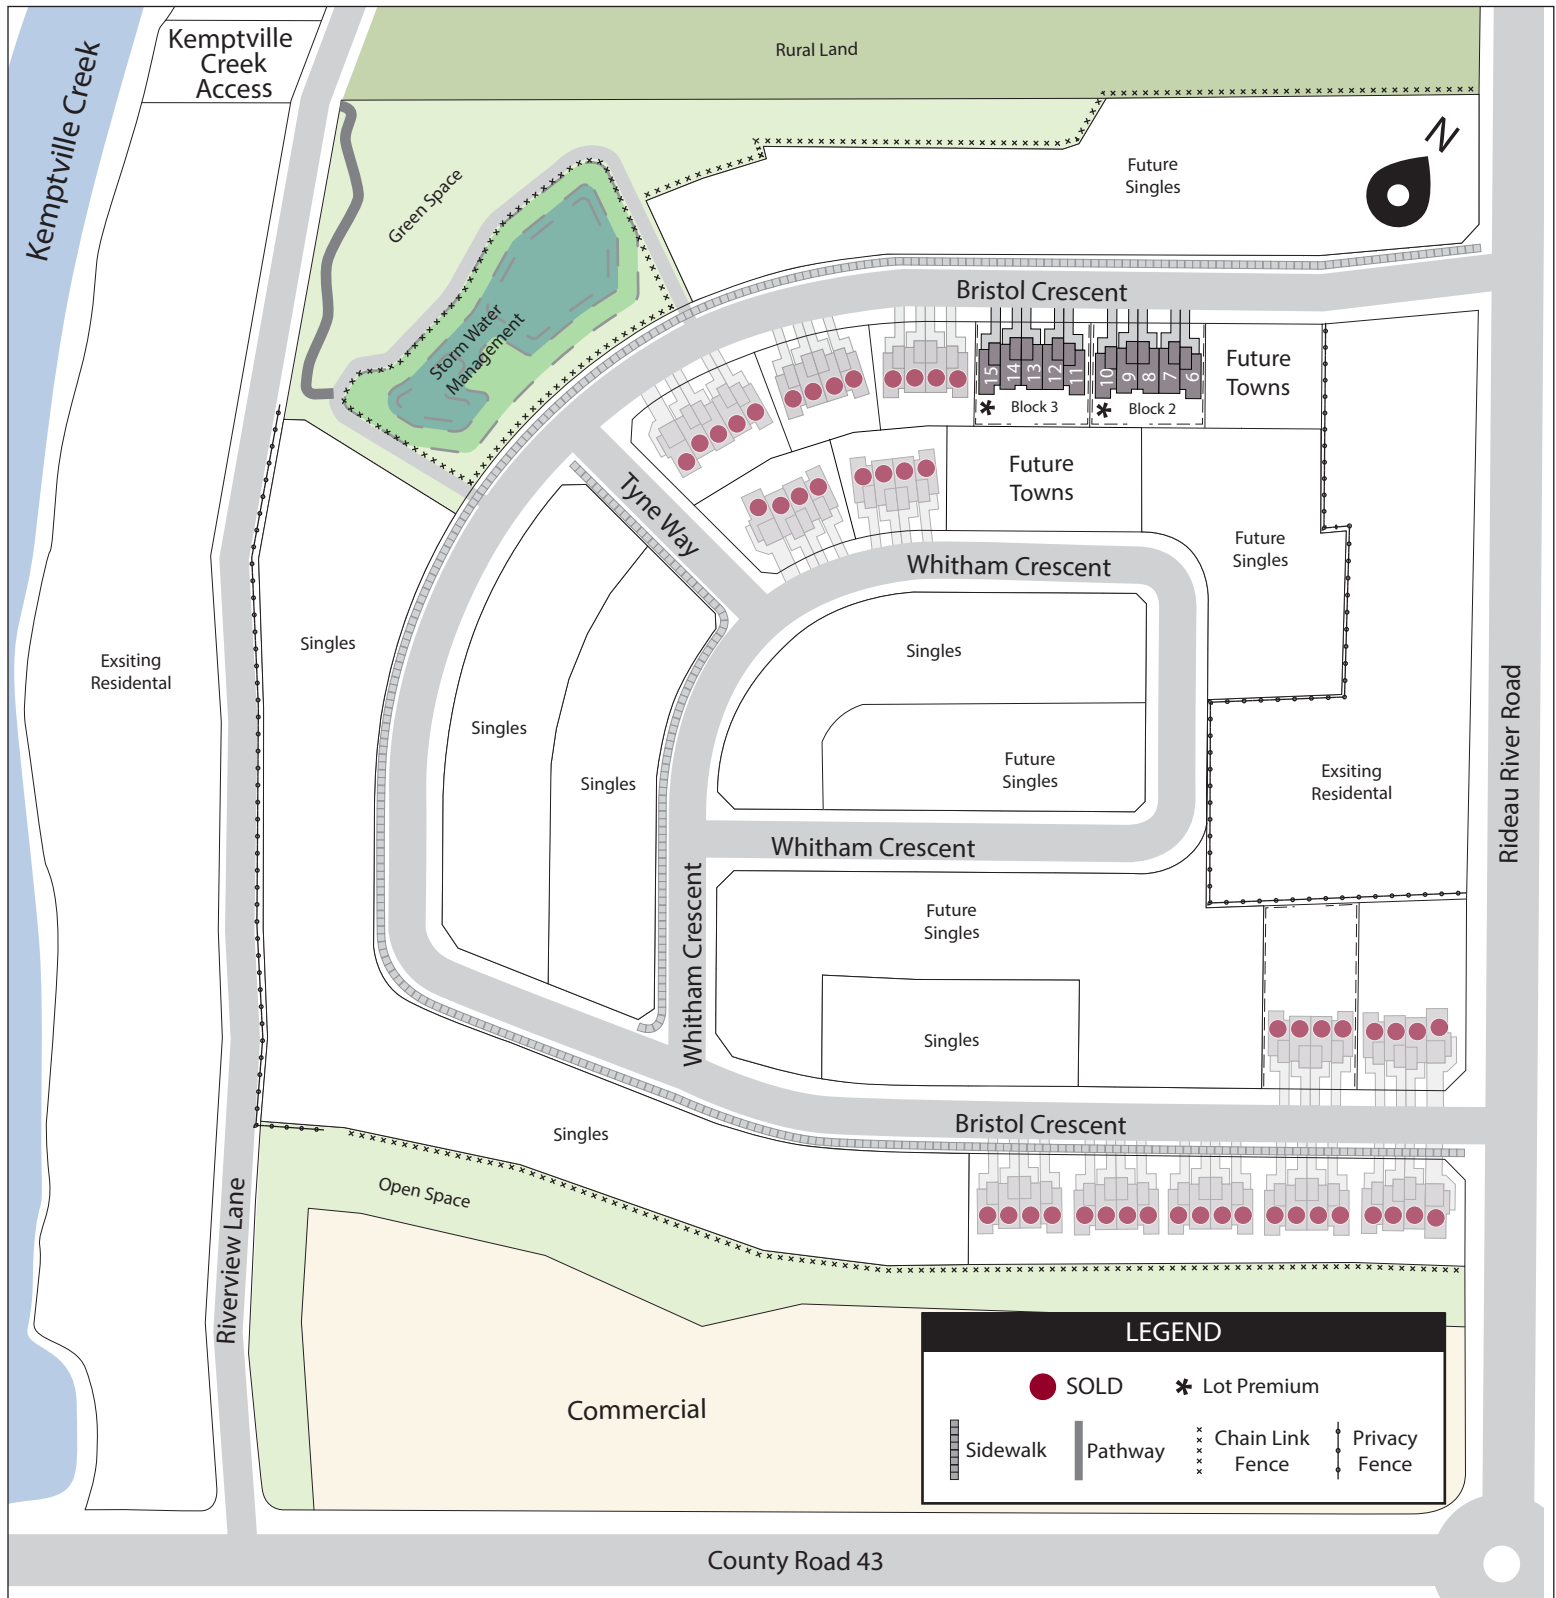 Kemptville
Creek
Access
Kemptville Creek
Rural Land
N
Future
Singles
Green Space
Storm Water
Management
Bristol Crescent
15
14
13
12
11
* Block 3
10
9
8
7
6
* Block 2
Future
Towns
Future
Towns
Tyne Way
Whitham Crescent
Future
Singles
Exsiting
Residental
Singles
Singles
Singles
Singles
Future
Singles
Exsiting
Residental
Rideau River Road
Whitham Crescent
Whitham Crescent
Future
Singles
Singles
Bristol Crescent
Singles
Open Space
Riverview Lane
Commercial
LEGEND
SOLD
* Lot Premium
Sidewalk
Pathway
Chain Link
Fence
Privacy
Fence
County Road 43